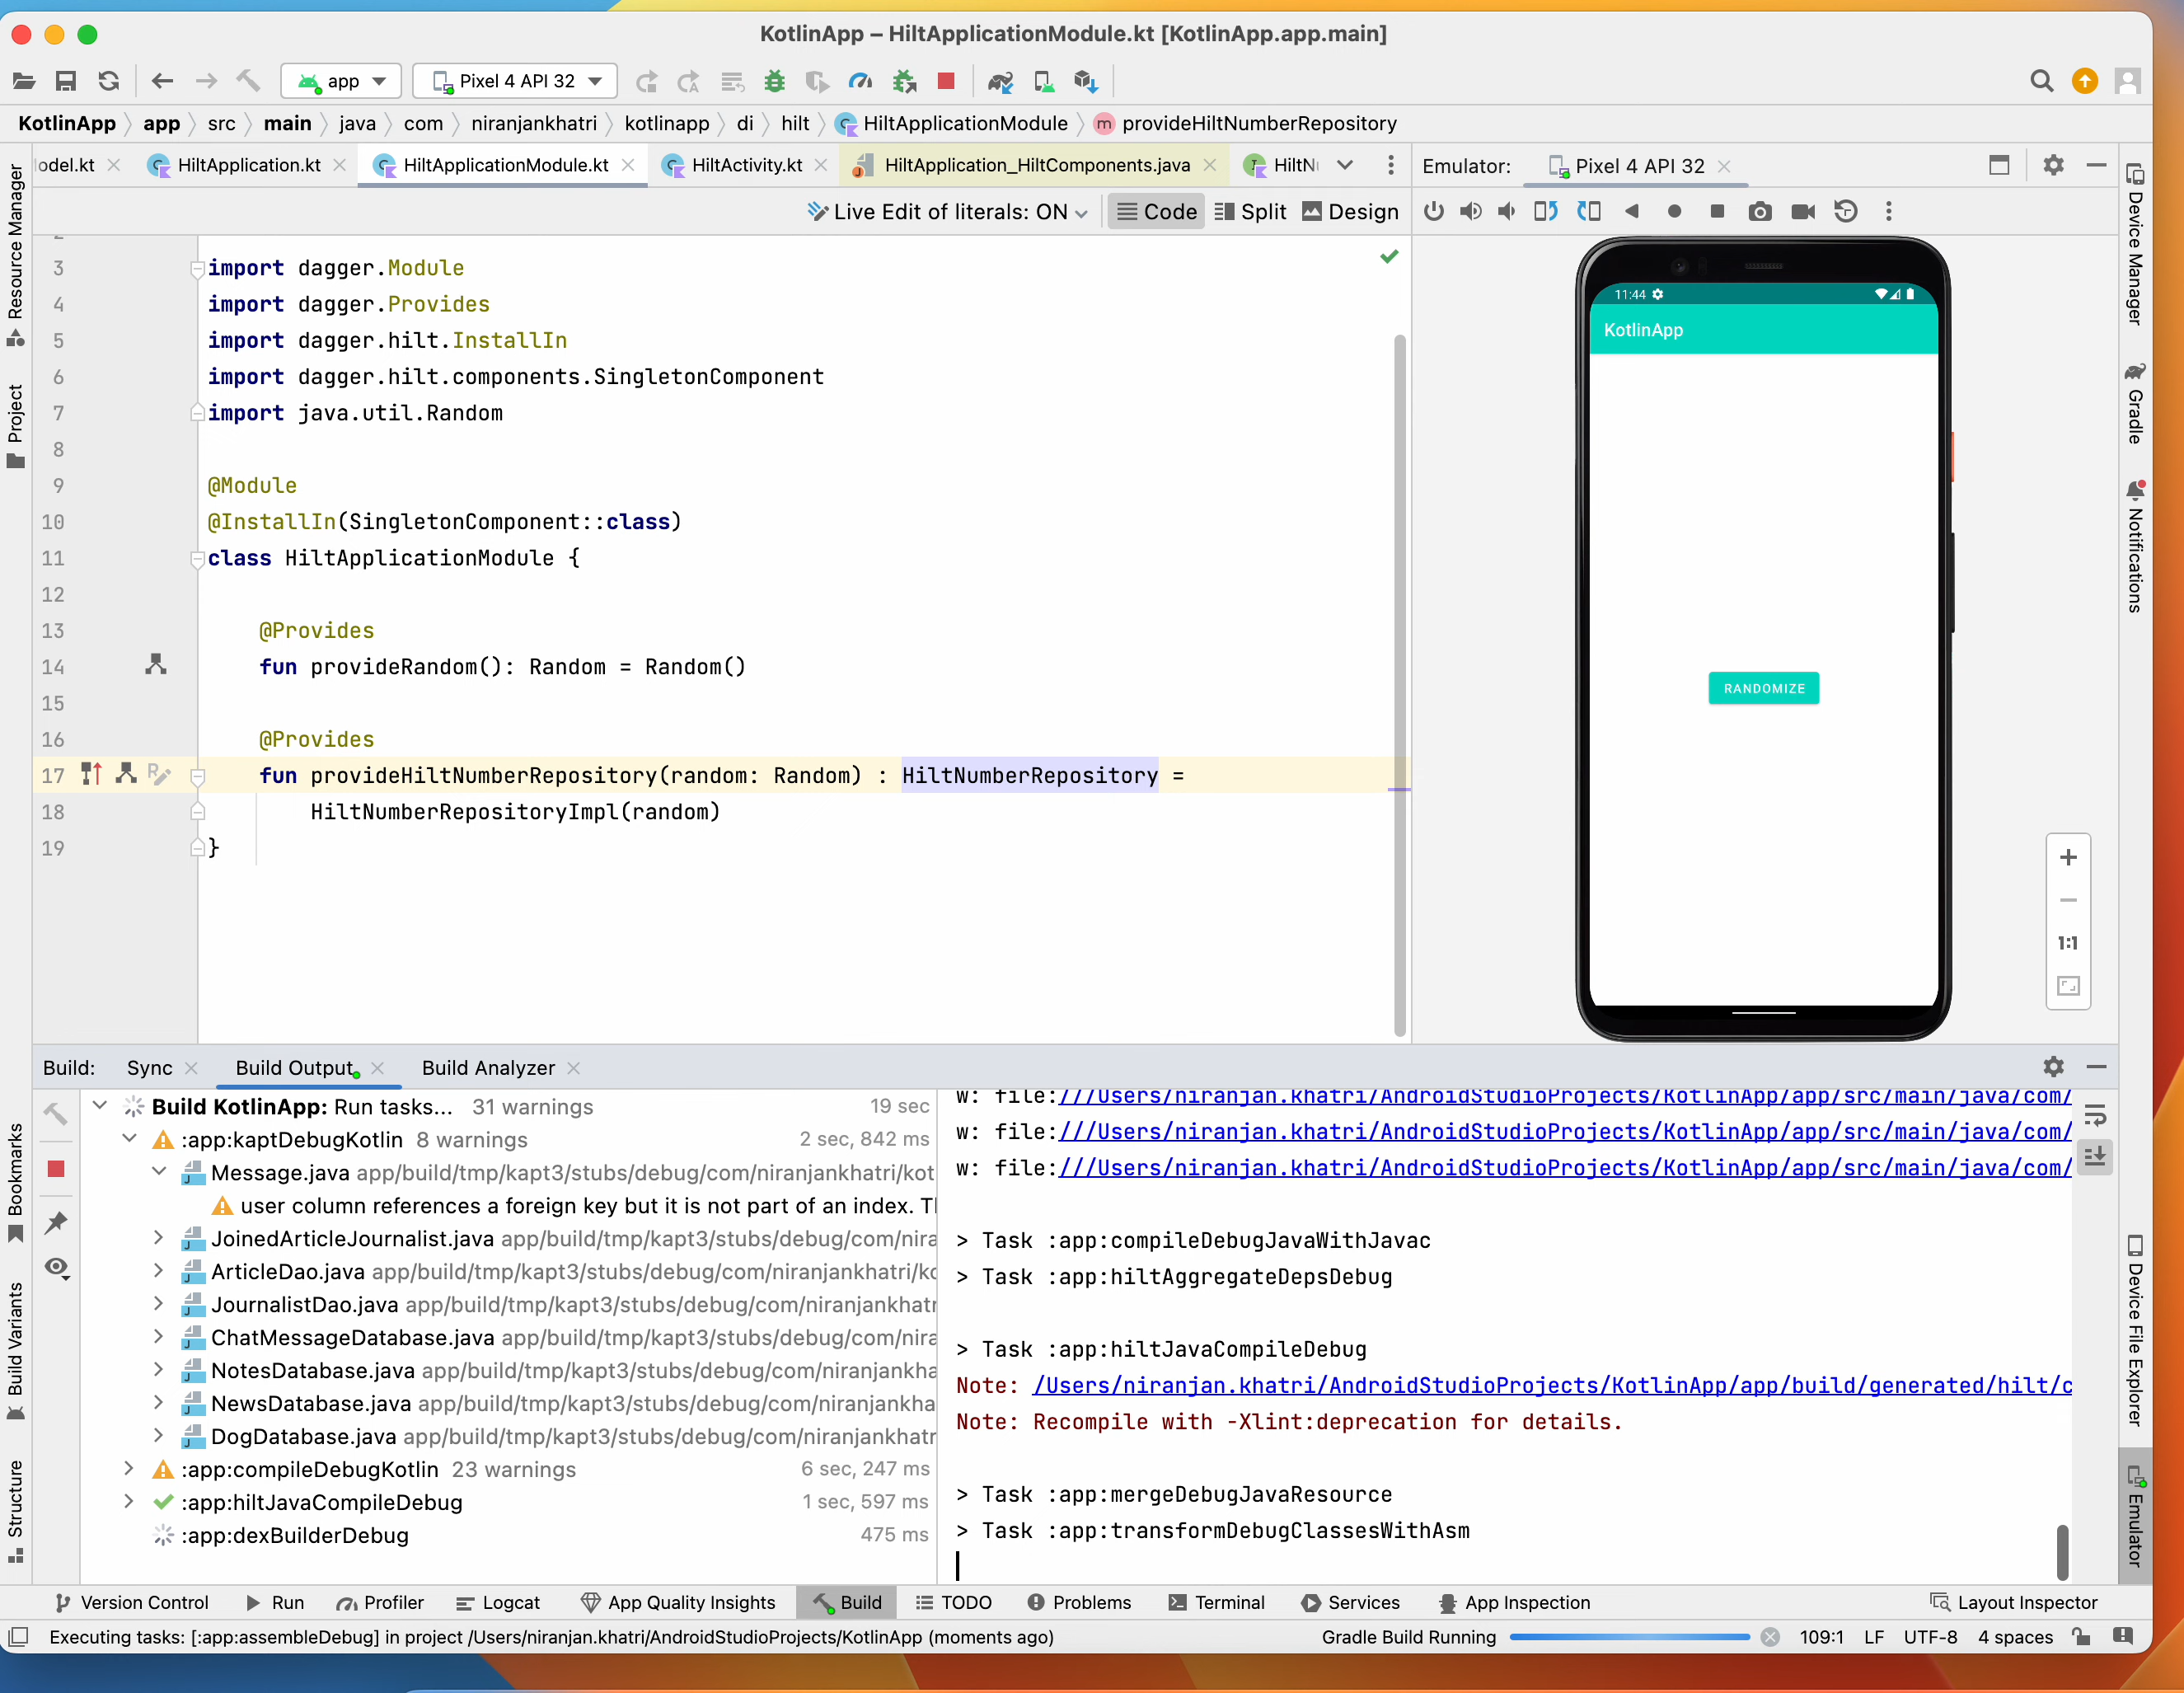 KotlinApp – HiltApplicationModule.kt [KotlinApp.app.main]
app
Pixel 4 API 32
KotlinApp
app
src
main
java
com
niranjankhatri
kotlinapp
di
hilt
HiltApplicationModule
provideHiltNumberRepository
odel.kt
HiltApplication.kt
HiltApplicationModule.kt
HiltActivity.kt
HiltApplication_HiltComponents.java
HiltN
Emulator:
Pixel 4 API 32
Live Edit of literals: ON
Code
Split
Design
Resource Manager
Project
Bookmarks
Build Variants
Structure
3 import dagger.Module
4 import dagger.Provides
5 import dagger.hilt.InstallIn
6 import dagger.hilt.components.SingletonComponent
7 import java.util.Random
8
9 @Module
10 @InstallIn(SingletonComponent::class)
11 class HiltApplicationModule {
12
13 @Provides
14 fun provideRandom(): Random = Random()
15
16 @Provides
17 fun provideHiltNumberRepository(random: Random) : HiltNumberRepository =
18 HiltNumberRepositoryImpl(random)
19 }
11:44
KotlinApp
RANDOMIZE
1:1
Device Manager
Gradle
Notifications
Device File Explorer
Emulator
Build:
Sync
Build Output
Build Analyzer
Build KotlinApp: Run tasks... 31 warnings 19 sec
:app:kaptDebugKotlin 8 warnings 2 sec, 842 ms
Message.java app/build/tmp/kapt3/stubs/debug/com/niranjankhatri/kot
user column references a foreign key but it is not part of an index. T
JoinedArticleJournalist.java app/build/tmp/kapt3/stubs/debug/com/nira
ArticleDao.java app/build/tmp/kapt3/stubs/debug/com/niranjankhatri/kc
JournalistDao.java app/build/tmp/kapt3/stubs/debug/com/niranjankhatr
ChatMessageDatabase.java app/build/tmp/kapt3/stubs/debug/com/nira
NotesDatabase.java app/build/tmp/kapt3/stubs/debug/com/niranjankha
NewsDatabase.java app/build/tmp/kapt3/stubs/debug/com/niranjankha
DogDatabase.java app/build/tmp/kapt3/stubs/debug/com/niranjankhatr
:app:compileDebugKotlin 23 warnings 6 sec, 247 ms
:app:hiltJavaCompileDebug 1 sec, 597 ms
:app:dexBuilderDebug 475 ms
w: file:///Users/niranjan.khatri/AndroidStudioProjects/KotlinApp/app/src/main/java/com/
w: file:///Users/niranjan.khatri/AndroidStudioProjects/KotlinApp/app/src/main/java/com/
w: file:///Users/niranjan.khatri/AndroidStudioProjects/KotlinApp/app/src/main/java/com/
> Task :app:compileDebugJavaWithJavac
> Task :app:hiltAggregateDepsDebug
> Task :app:hiltJavaCompileDebug
Note: /Users/niranjan.khatri/AndroidStudioProjects/KotlinApp/app/build/generated/hilt/c
Note: Recompile with -Xlint:deprecation for details.
> Task :app:mergeDebugJavaResource
> Task :app:transformDebugClassesWithAsm
Version Control
Run
Profiler
Logcat
App Quality Insights
Build
TODO
Problems
Terminal
Services
App Inspection
Layout Inspector
Executing tasks: [:app:assembleDebug] in project /Users/niranjan.khatri/AndroidStudioProjects/KotlinApp (moments ago)
Gradle Build Running
109:1
LF
UTF-8
4 spaces